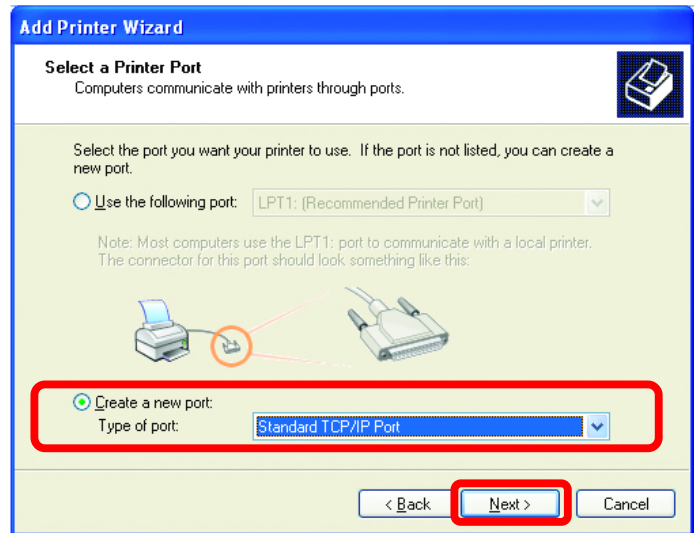 Add Printer Wizard
Select a Printer Port
Computers communicate with printers through ports.
Select the port you want your printer to use. If the port is not listed, you can create a
new port.
Use the following port: LPT1: (Recommended Printer Port)
Note: Most computers use the LPT1: port to communicate with a local printer.
The connector for this port should look something like this:
Create a new port:
Type of port: Standard TCP/IP Port
< Back Next > Cancel